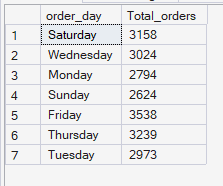 order_day Total_orders
1 Saturday 3158
2 Wednesday 3024
3 Monday 2794
4 Sunday 2624
5 Friday 3538
6 Thursday 3239
7 Tuesday 2973